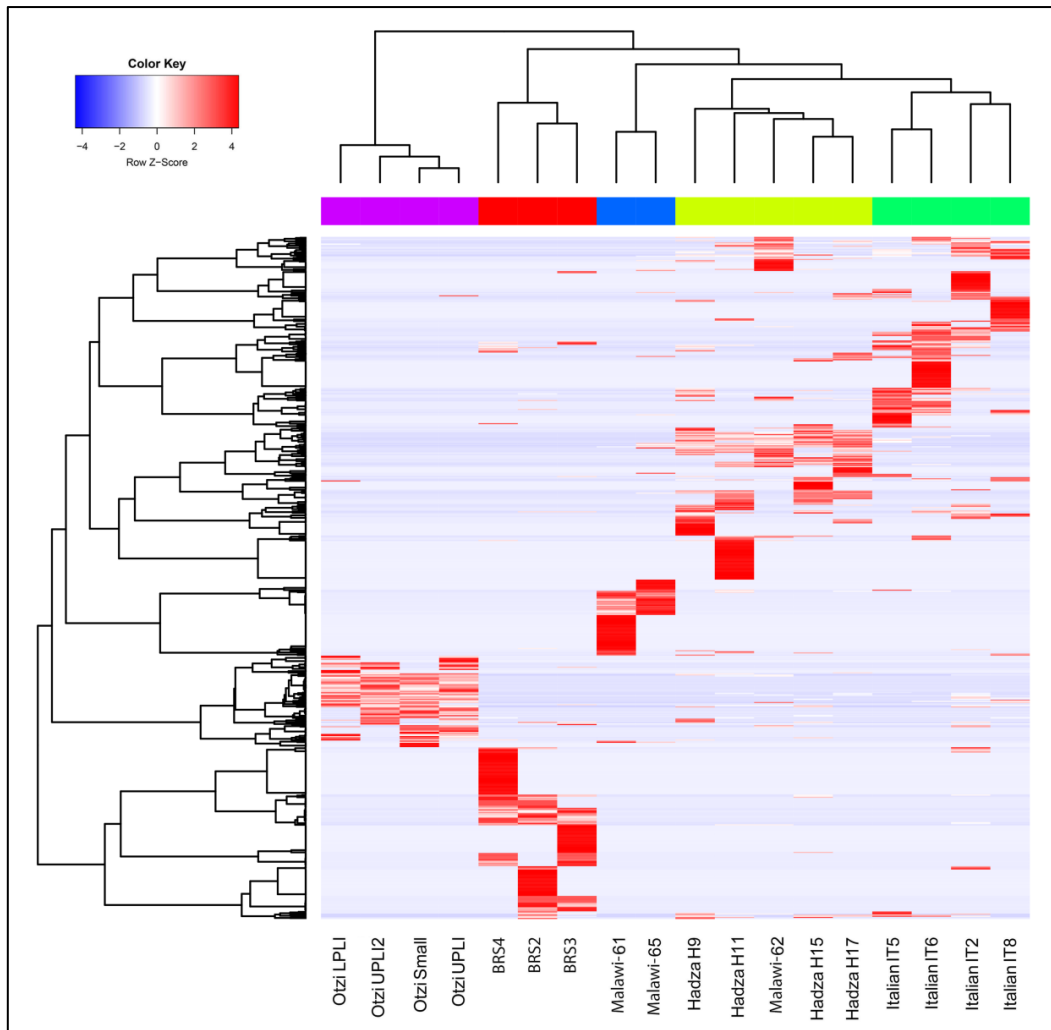 Color Key
−4 −2 0 2 4
Row Z−Score
Otzi LPLI
Otzi UPLI2
Otzi Small
Otzi UPLI
BRS4
BRS2
BRS3
Malawi-61
Malawi-65
Hadza H9
Hadza H11
Malawi-62
Hadza H15
Hadza H17
Italian IT5
Italian IT6
Italian IT2
Italian IT8